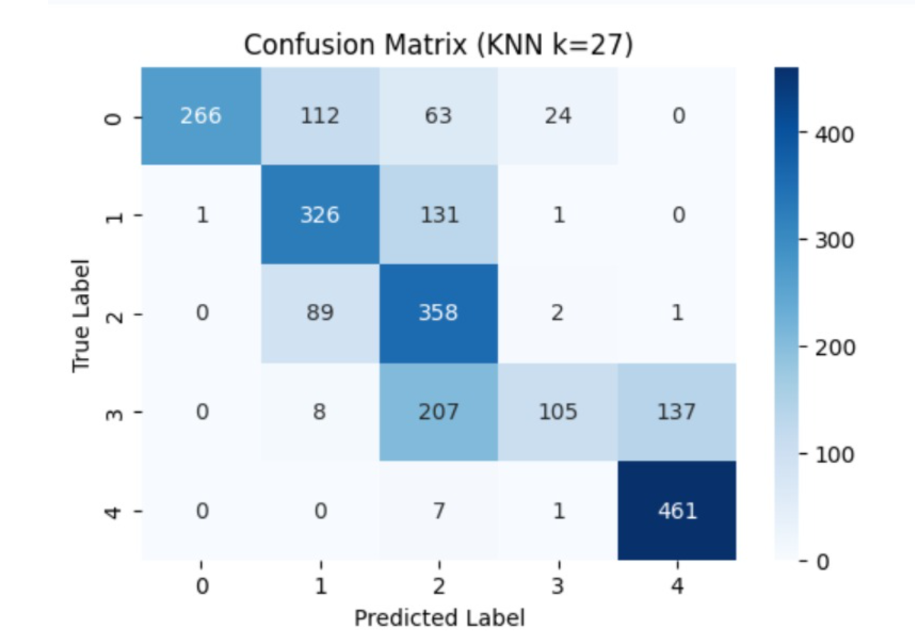 Confusion Matrix (KNN k=27)
0 266 112 63 24 0
1 1 326 131 1 0
2 0 89 358 2 1
3 0 8 207 105 137
4 0 0 7 1 461
0 1 2 3 4
Predicted Label
True Label
400
300
200
100
0